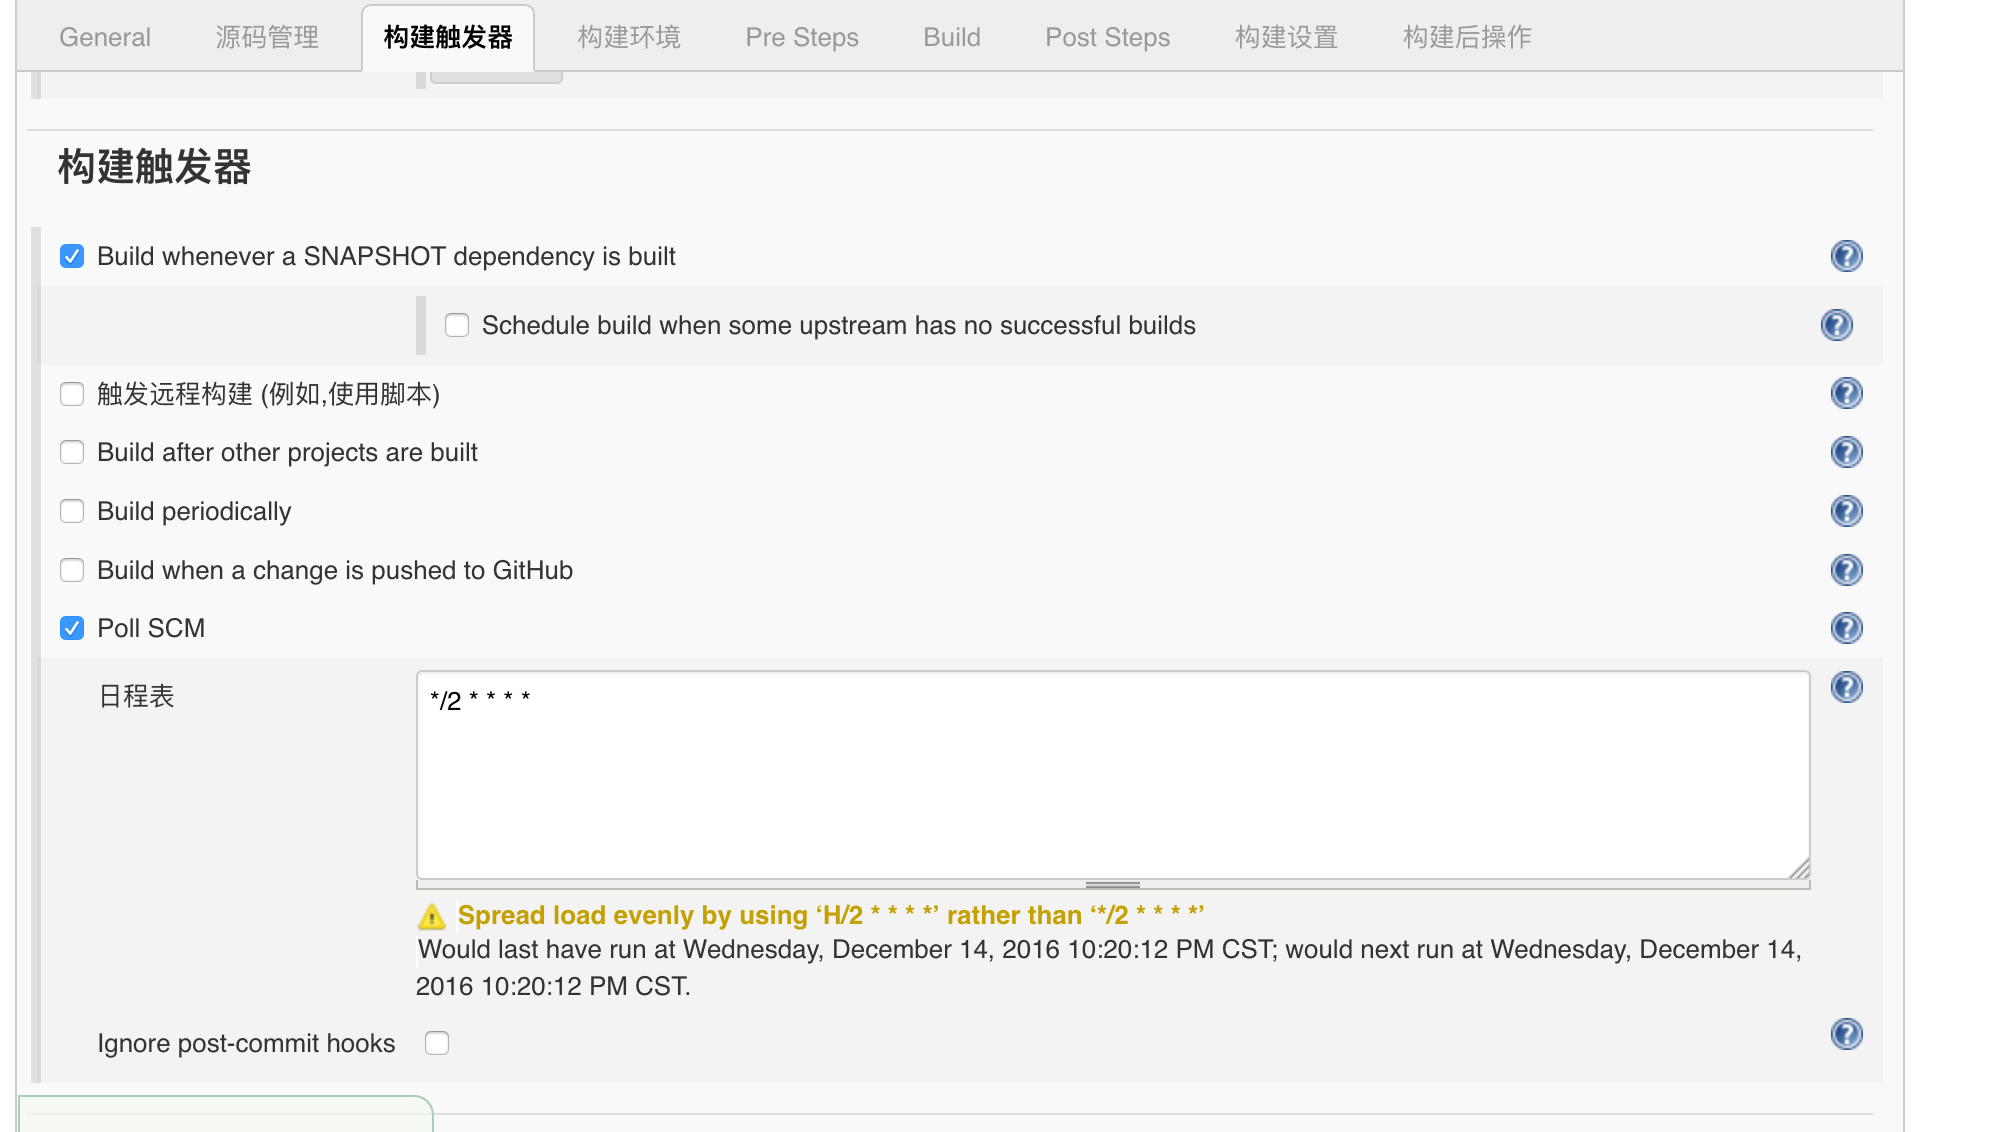 General 源码管理 构建触发器 构建环境 Pre Steps Build Post Steps 构建设置 构建后操作
构建触发器
Build whenever a SNAPSHOT dependency is built
Schedule build when some upstream has no successful builds
触发远程构建 (例如,使用脚本)
Build after other projects are built
Build periodically
Build when a change is pushed to GitHub
Poll SCM
日程表
*/2 * * * *
Spread load evenly by using ‘H/2 * * * *’ rather than ‘*/2 * * * *’
Would last have run at Wednesday, December 14, 2016 10:20:12 PM CST; would next run at Wednesday, December 14,
2016 10:20:12 PM CST.
Ignore post-commit hooks